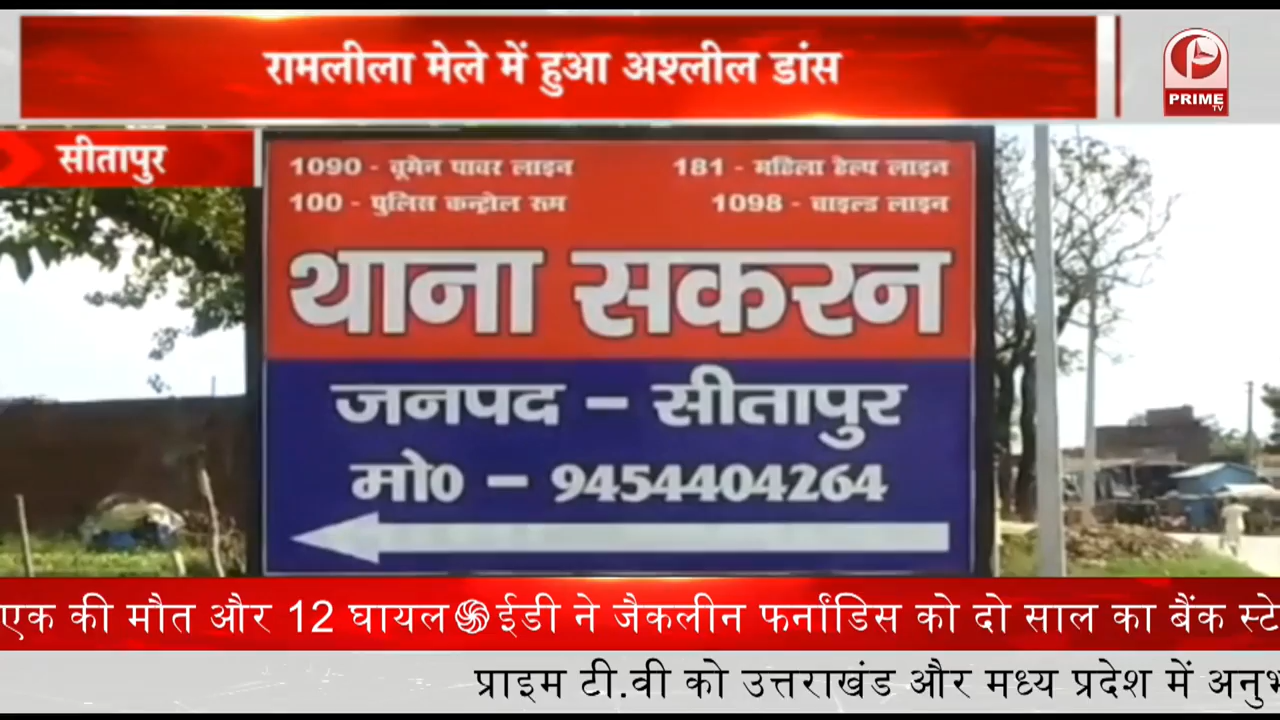 रामलीला मेले में हुआ अश्लील डांस
PRIME
TV
सीतापुर
1090 - वूमेन पावर लाइन 181 - महिला हेल्प लाइन
100 - पुलिस कन्ट्रोल रूम 1098 - चाइल्ड लाइन
थाना सकरन
जनपद - सीतापुर
मो0 - 9454404264
एक की मौत और 12 घायल ईडी ने जैकलीन फर्नांडिस को दो साल का बैंक स्टे
प्राइम टी.वी को उत्तराखंड और मध्य प्रदेश में अनुभ